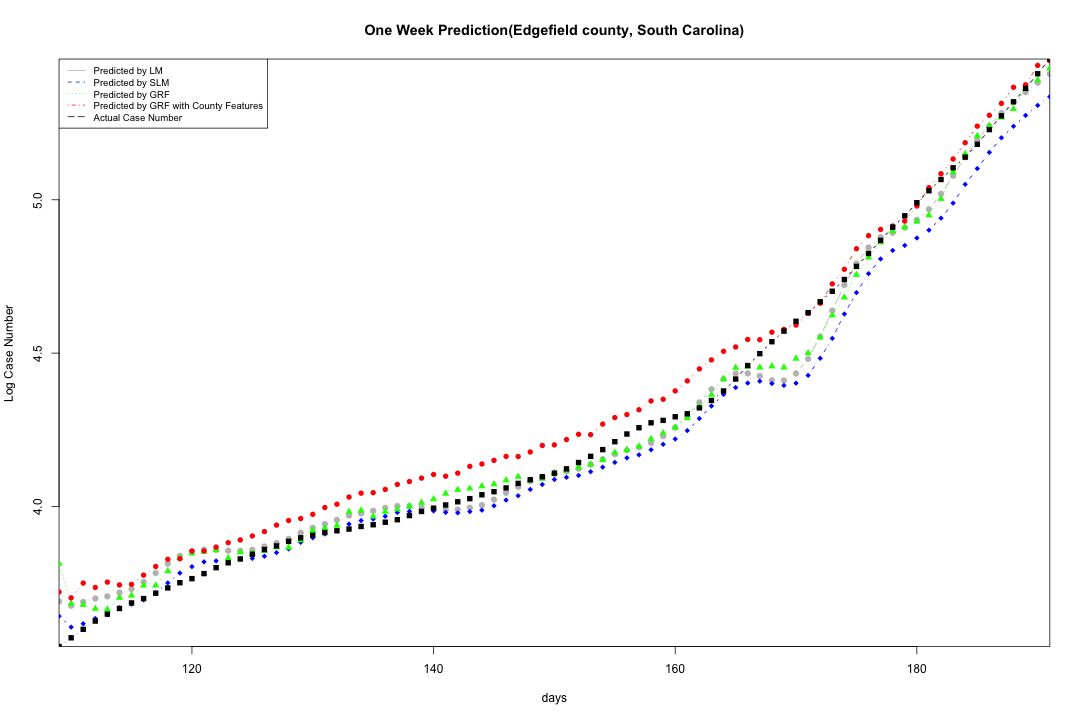 One Week Prediction(Edgefield county, South Carolina)
Predicted by LM
Predicted by SLM
Predicted by GRF
Predicted by GRF with County Features
Actual Case Number
5.0
4.5
4.0
Log Case Number
120 140 160 180
days